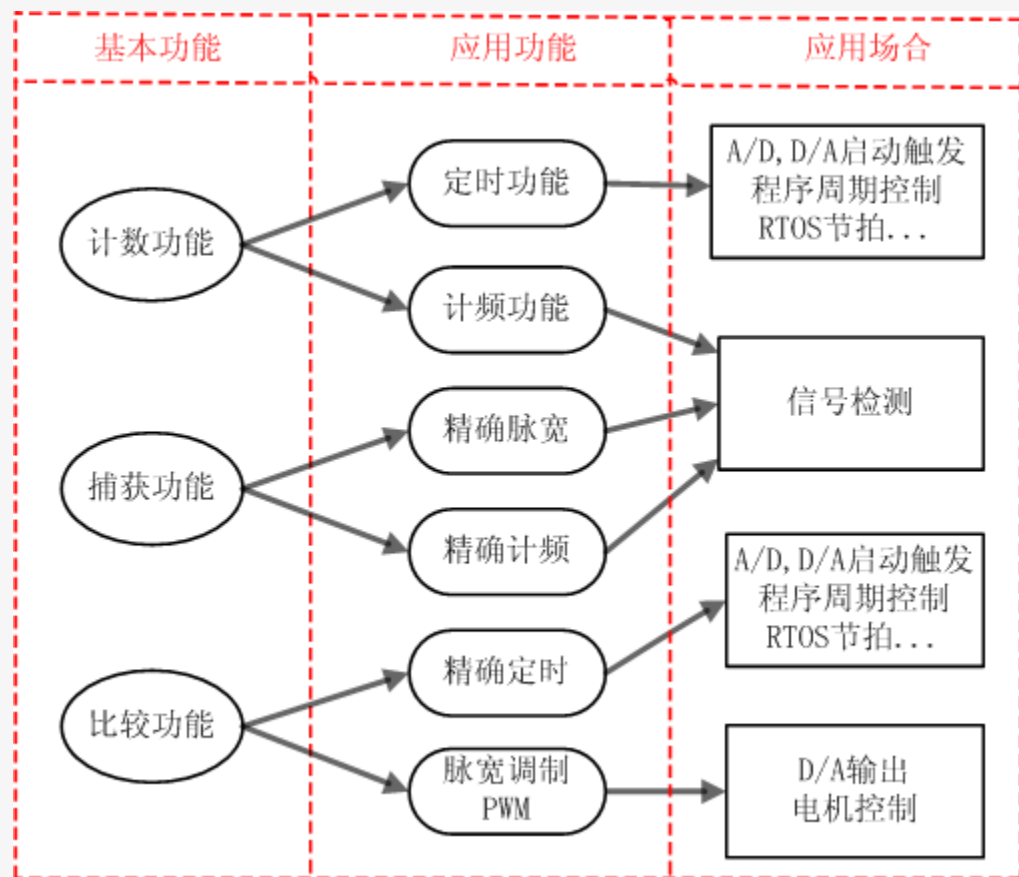 基本功能
应用功能
应用场合
计数功能
定时功能
A/D,D/A启动触发
程序周期控制
RTOS节拍...
计频功能
信号检测
捕获功能
精确脉宽
精确计频
A/D,D/A启动触发
程序周期控制
RTOS节拍...
比较功能
精确定时
脉宽调制
PWM
D/A输出
电机控制